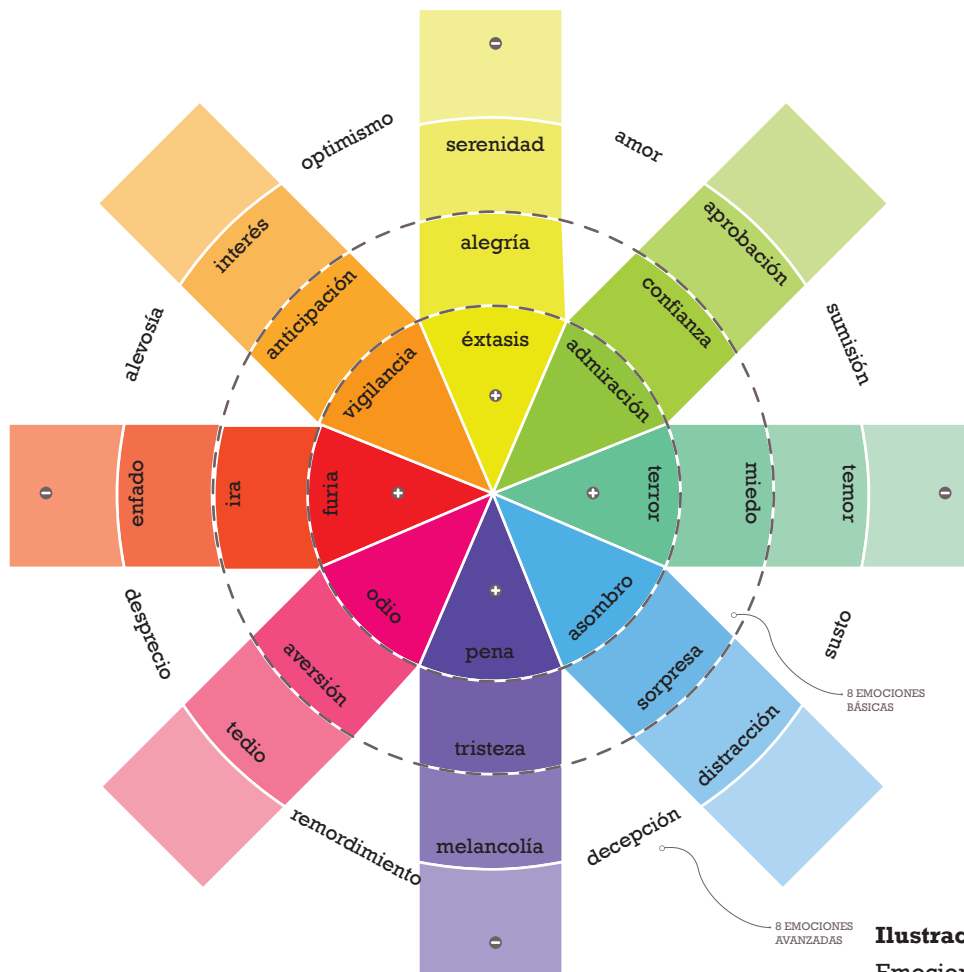 optimismo
serenidad
amor
interés
aprobación
alegría
anticipación
confianza
alevosía
éxtasis
sumisión
vigilancia
admiración
enfado
ira
furia
terror
miedo
temor
desprecio
odio
asombro
susto
pena
aversión
sorpresa
8 EMOCIONES
BÁSICAS
tedio
tristeza
distracción
remordimiento
melancolía
decepción
8 EMOCIONES
AVANZADAS
Ilustrac
Emocion